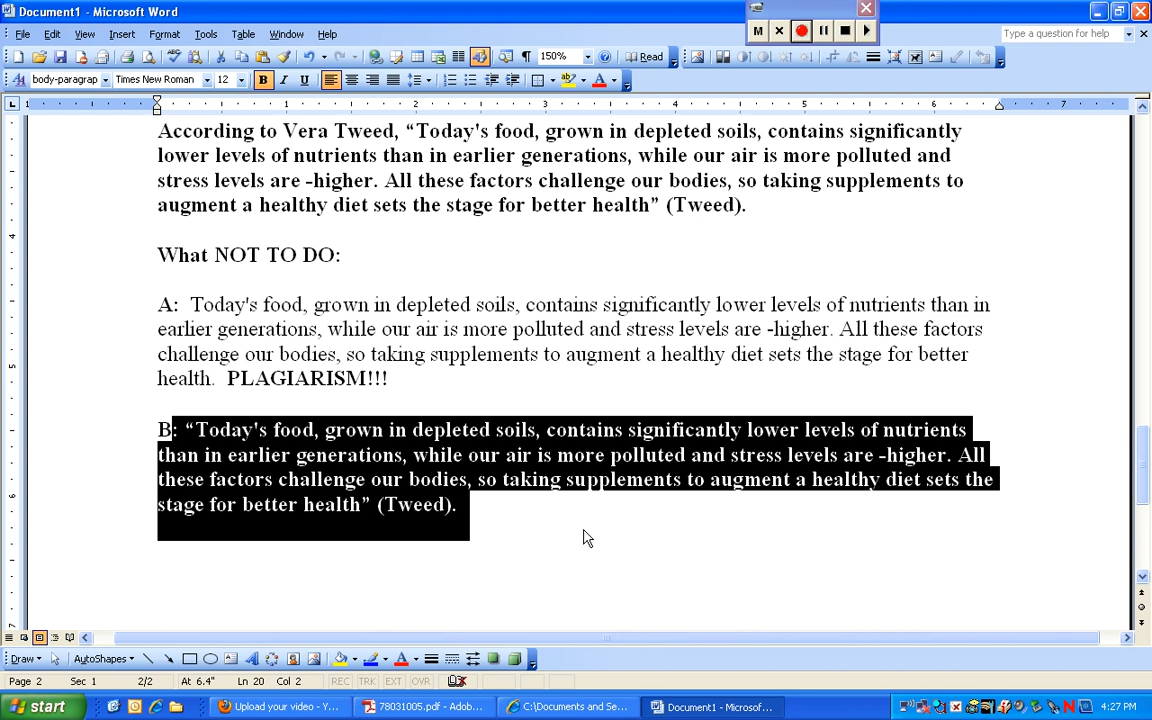 Document1 - Microsoft Word
File Edit View Insert Format Tools Table Window Help
Type a question for help
150% Read
body-paragrap Times New Roman 12 B I U
1 1 2 3 4 5 6 7
According to Vera Tweed, “Today's food, grown in depleted soils, contains significantly
lower levels of nutrients than in earlier generations, while our air is more polluted and
stress levels are -higher. All these factors challenge our bodies, so taking supplements to
augment a healthy diet sets the stage for better health” (Tweed).
What NOT TO DO:
A: Today's food, grown in depleted soils, contains significantly lower levels of nutrients than in
earlier generations, while our air is more polluted and stress levels are -higher. All these factors
challenge our bodies, so taking supplements to augment a healthy diet sets the stage for better
health. PLAGIARISM!!!
B: “Today's food, grown in depleted soils, contains significantly lower levels of nutrients
than in earlier generations, while our air is more polluted and stress levels are -higher. All
these factors challenge our bodies, so taking supplements to augment a healthy diet sets the
stage for better health” (Tweed).
Draw AutoShapes
Page 2 Sec 1 2/2 At 6.4" Ln 20 Col 2 REC TRK EXT OVR
start Upload your video - Y... 78031005.pdf - Adob... C:\Documents and Se... Document1 - Microsof... 4:27 PM